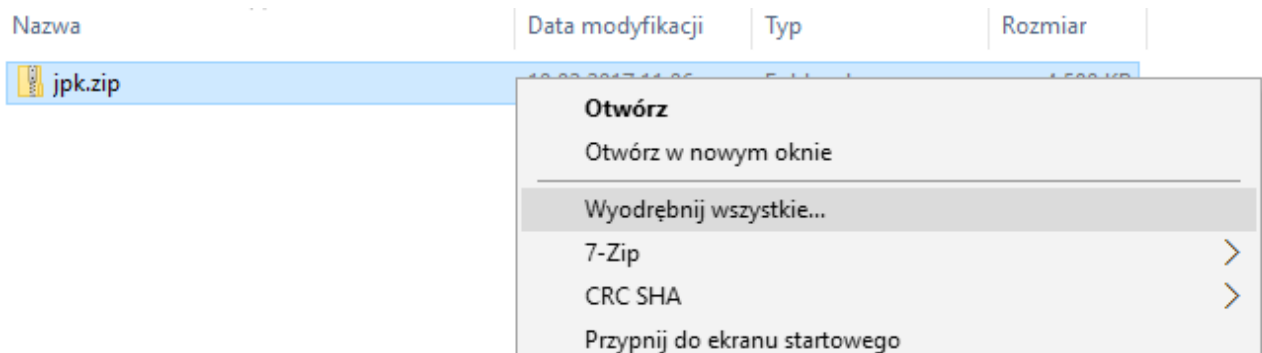 Nazwa Data modyfikacji Typ Rozmiar
jpk.zip
Otwórz
Otwórz w nowym oknie
Wyodrębnij wszystkie...
7-Zip
CRC SHA
Przypnij do ekranu startowego